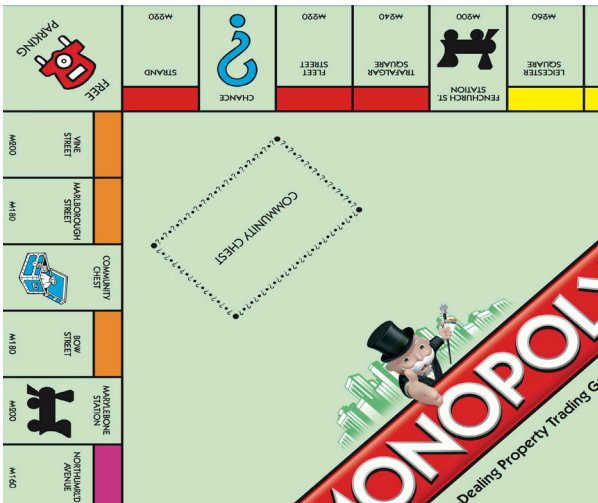 FREE
PARKING
STRAND
M220
CHANCE
FLEET
STREET
M220
TRAFALGAR
SQUARE
M240
FENCHURCH ST.
STATION
M200
LEICESTER
SQUARE
M260
VINE
STREET
M200
MARLBOROUGH
STREET
M180
COMMUNITY
CHEST
BOW
STREET
M180
MARYLEBONE
STATION
M200
NORTHUMRL'D
AVENUE
M160
COMMUNITY CHEST
MONOPOLY
Dealing Property Trading G